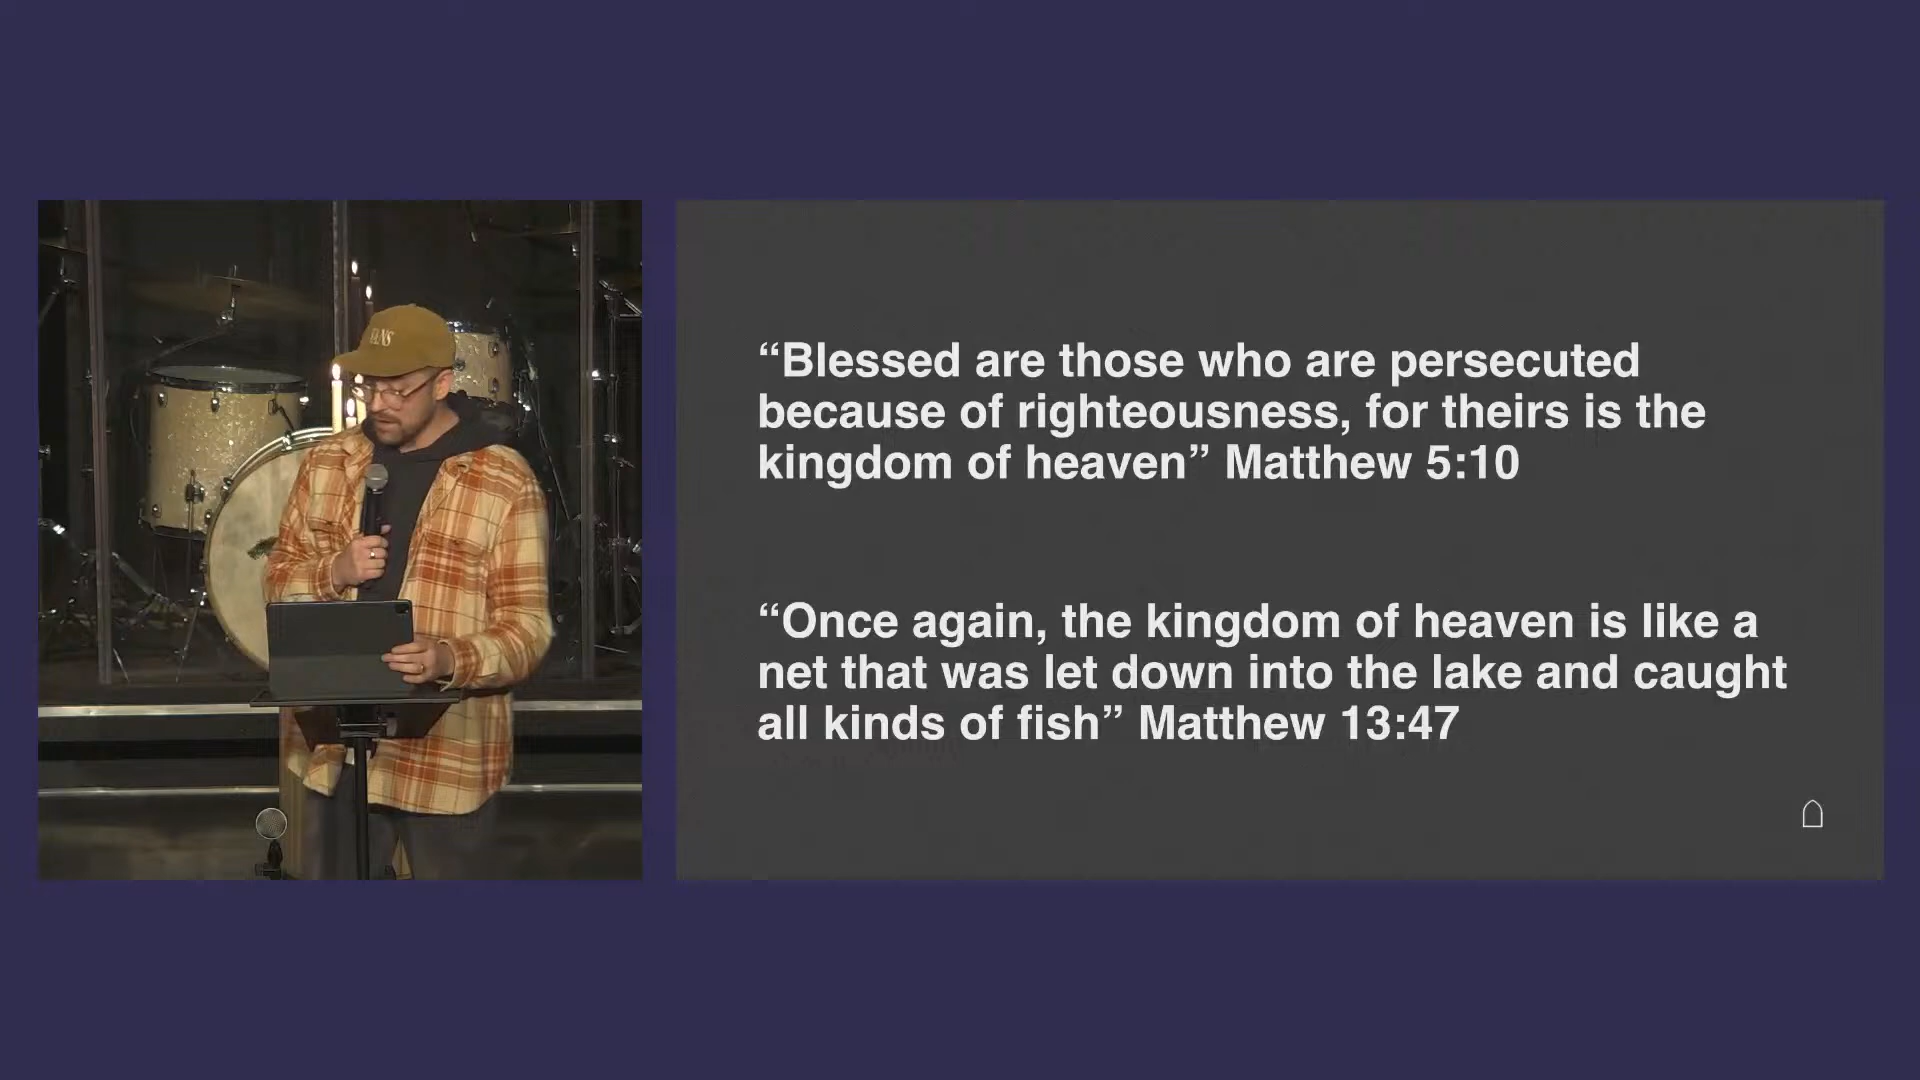 VANS
“Blessed are those who are persecuted
because of righteousness, for theirs is the
kingdom of heaven” Matthew 5:10
“Once again, the kingdom of heaven is like a
net that was let down into the lake and caught
all kinds of fish” Matthew 13:47